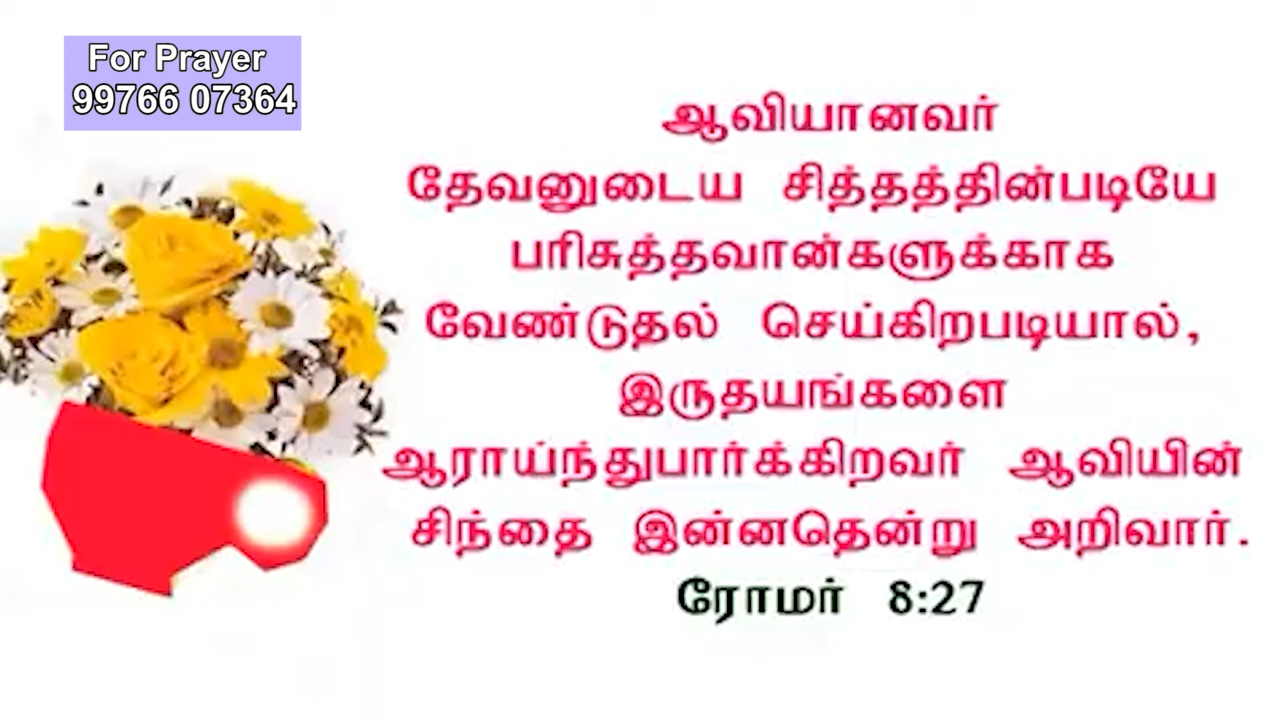 For Prayer
99766 07364
ஆவியானவர்
தேவனுடைய சித்தத்தின்படியே
பரிசுத்தவான்களுக்காக
வேண்டுதல் செய்கிறபடியால்,
இருதயங்களை
ஆராய்ந்துபார்க்கிறவர் ஆவியின்
சிந்தை இன்னதென்று அறிவார்.
ரோமர் 8:27